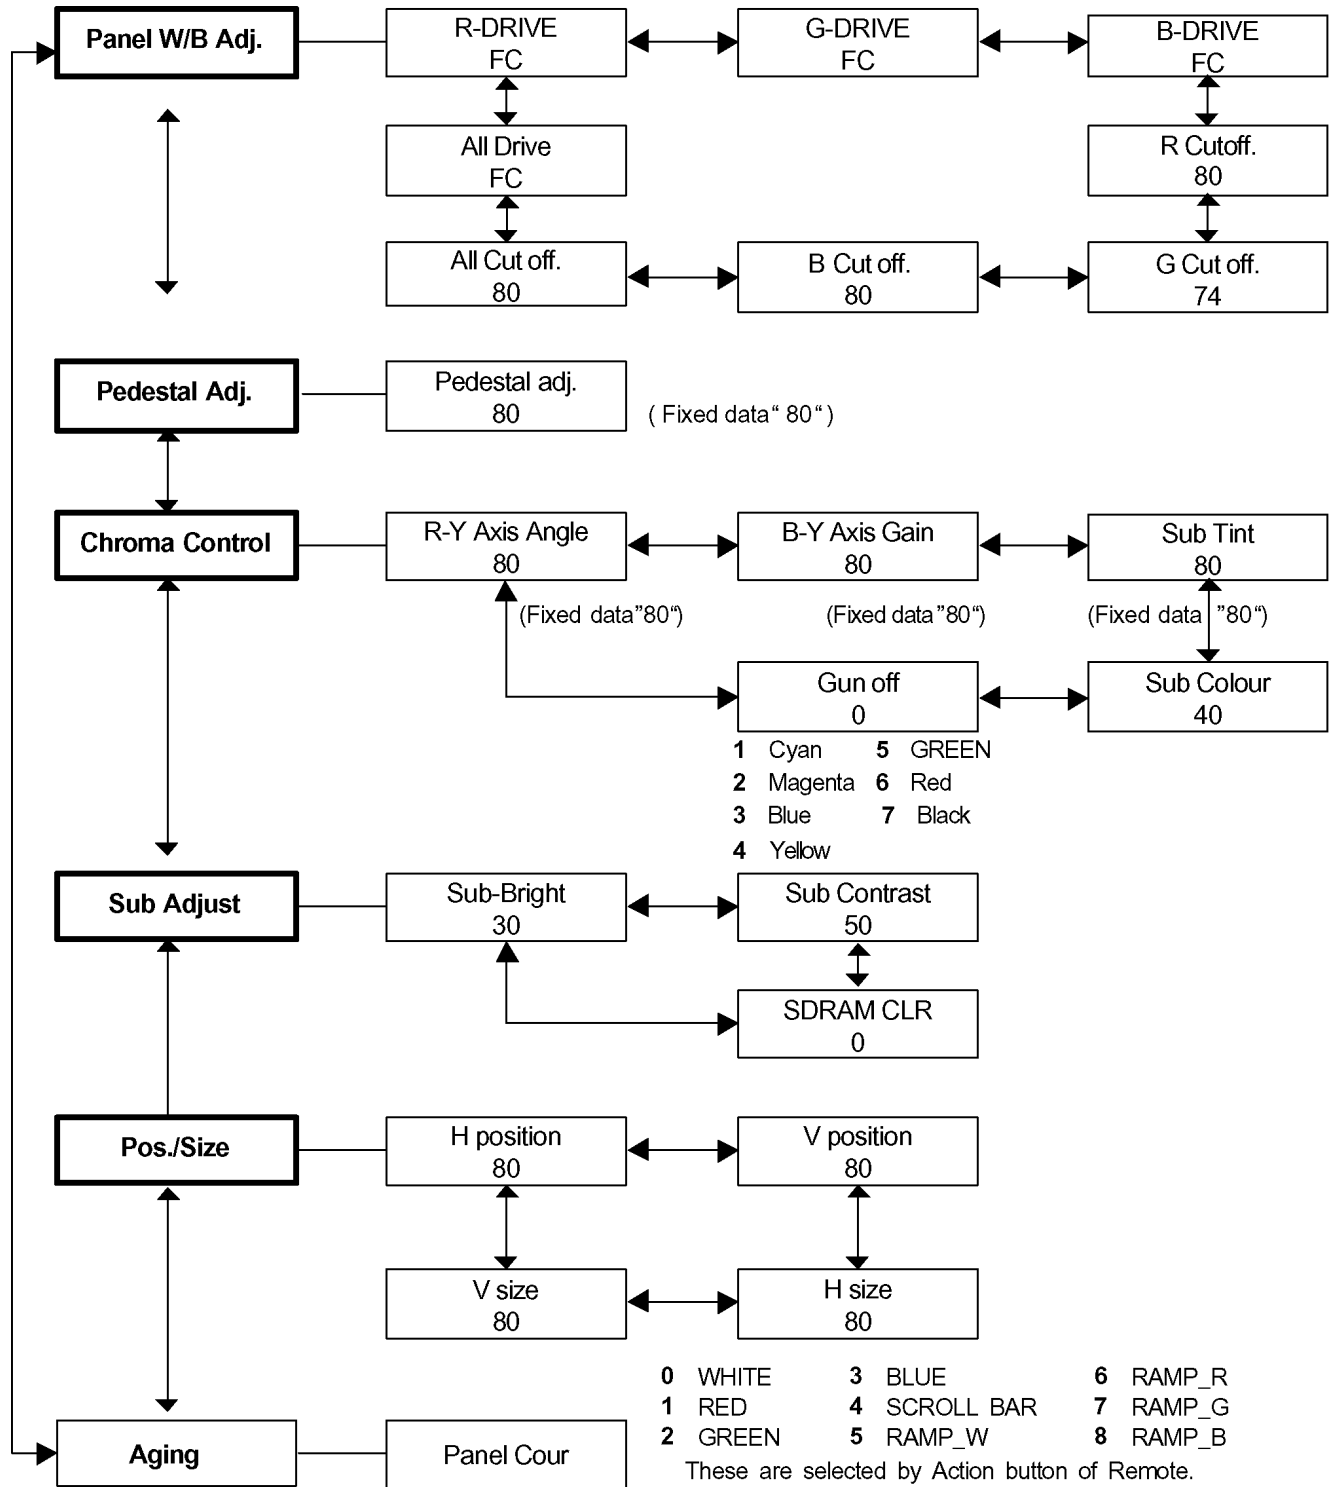 Panel W/B Adj.
R-DRIVE
FC
G-DRIVE
FC
B-DRIVE
FC
All Drive
FC
R Cutoff.
80
All Cut off.
80
B Cut off.
80
G Cut off.
74
Pedestal Adj.
Pedestal adj.
80
( Fixed data“ 80“ )
Chroma Control
R-Y Axis Angle
80
B-Y Axis Gain
80
Sub Tint
80
(Fixed data”80“)
(Fixed data”80“)
(Fixed data ”80“)
Gun off
0
Sub Colour
40
1 Cyan 5 GREEN
2 Magenta 6 Red
3 Blue 7 Black
4 Yellow
Sub Adjust
Sub-Bright
30
Sub Contrast
50
SDRAM CLR
0
Pos./Size
H position
80
V position
80
V size
80
H size
80
0 WHITE 3 BLUE 6 RAMP_R
1 RED 4 SCROLL BAR 7 RAMP_G
2 GREEN 5 RAMP_W 8 RAMP_B
Aging
Panel Cour
These are selected by Action button of Remote.